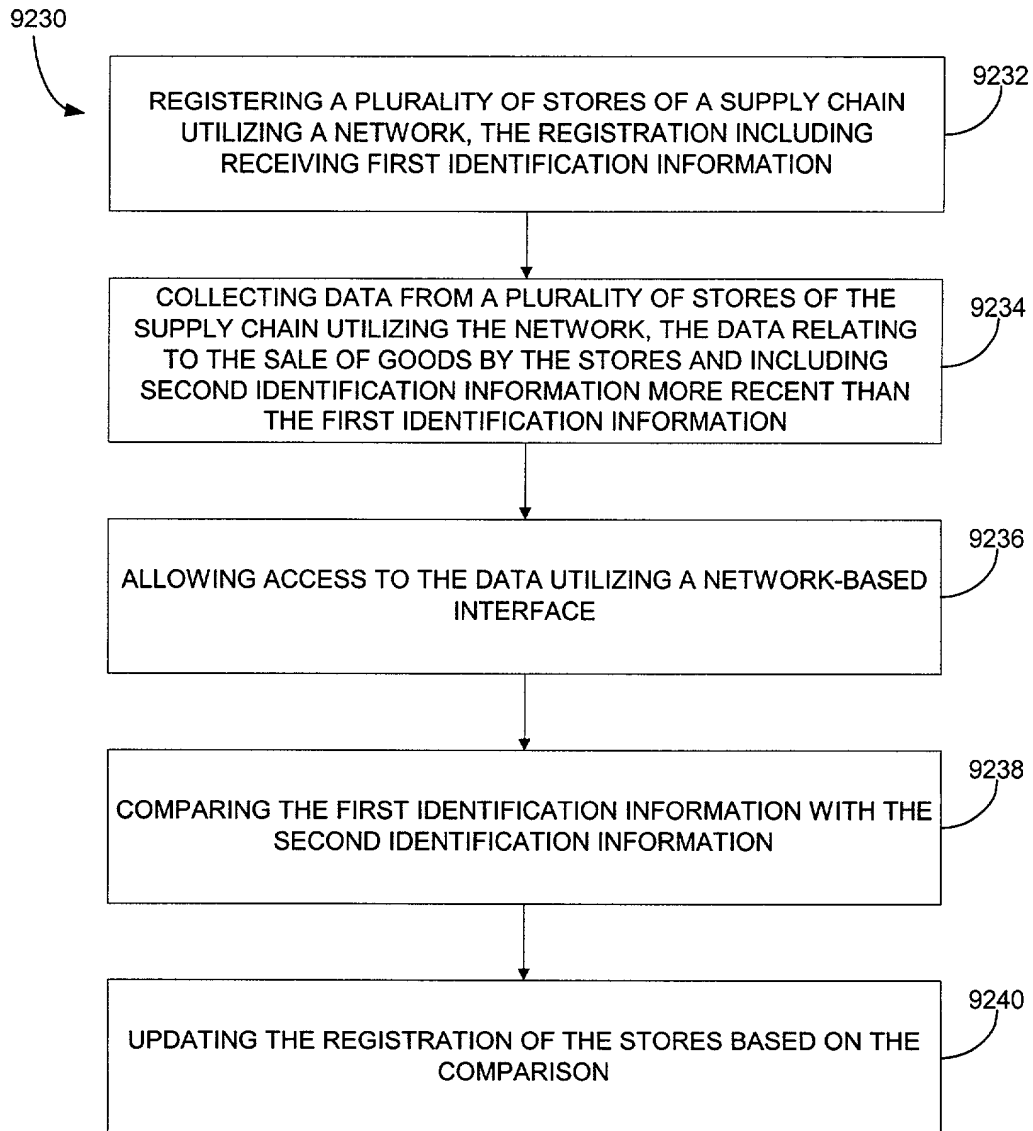 9230
9232
REGISTERING A PLURALITY OF STORES OF A SUPPLY CHAIN
UTILIZING A NETWORK, THE REGISTRATION INCLUDING
RECEIVING FIRST IDENTIFICATION INFORMATION
9234
COLLECTING DATA FROM A PLURALITY OF STORES OF THE
SUPPLY CHAIN UTILIZING THE NETWORK, THE DATA RELATING
TO THE SALE OF GOODS BY THE STORES AND INCLUDING
SECOND IDENTIFICATION INFORMATION MORE RECENT THAN
THE FIRST IDENTIFICATION INFORMATION
9236
ALLOWING ACCESS TO THE DATA UTILIZING A NETWORK-BASED
INTERFACE
9238
COMPARING THE FIRST IDENTIFICATION INFORMATION WITH THE
SECOND IDENTIFICATION INFORMATION
9240
UPDATING THE REGISTRATION OF THE STORES BASED ON THE
COMPARISON